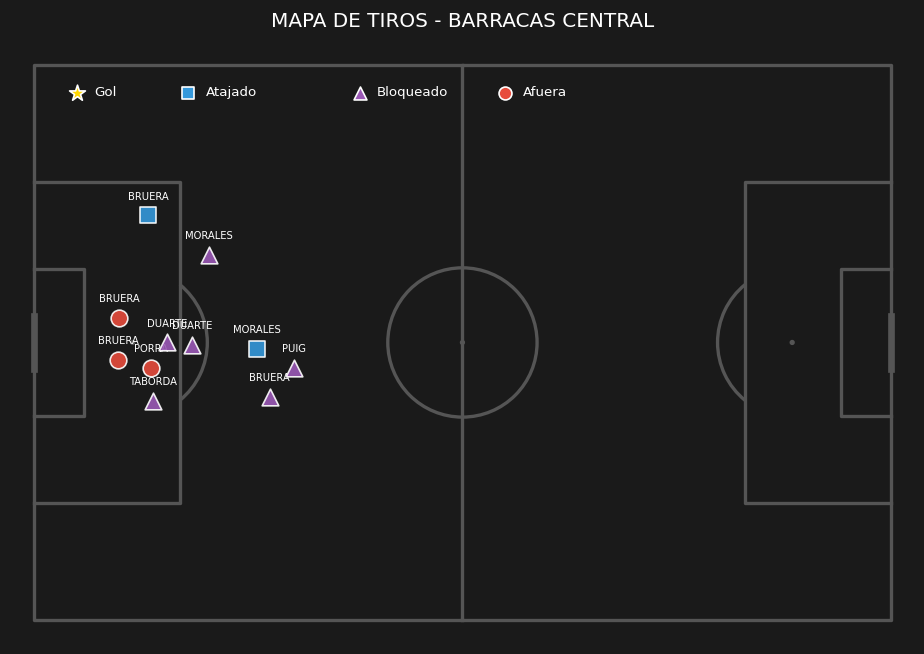 MAPA DE TIROS - BARRACAS CENTRAL
Gol
Atajado
Bloqueado
Afuera
BRUERA
MORALES
BRUERA
DUARTE
DUARTE
MORALES
BRUERA
PUIG
TABORDA
BRUERA